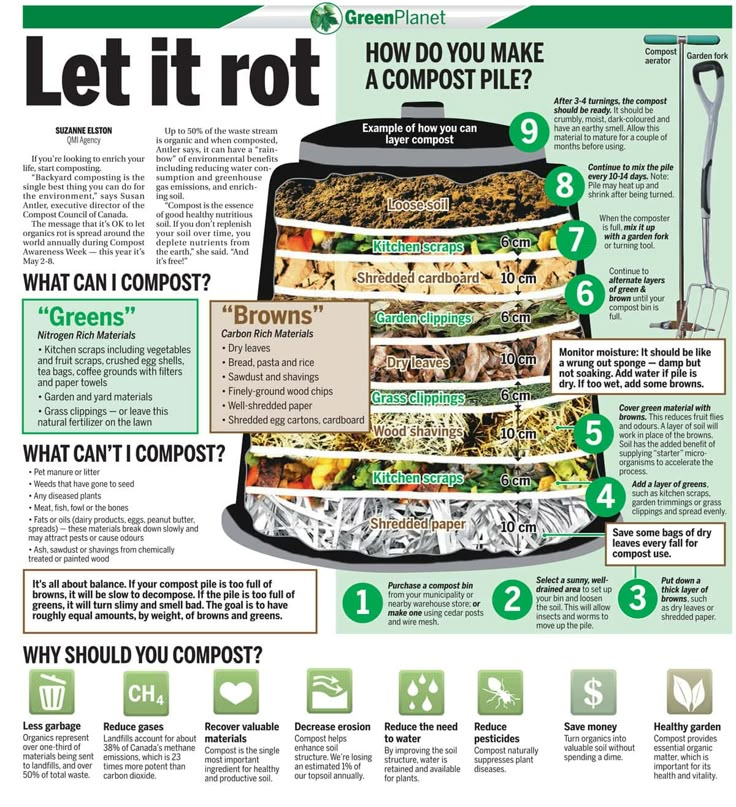 GreenPlanet
Let it rot
SUZANNE ELSTON
QMI Agency
If you're looking to enrich your
life, start composting.
"Backyard composting is the
single best thing you can do for
the environment," says Susan
Antler, executive director of the
Compost Council of Canada.
The message that it's OK to let
organics rot is spread around the
world annually during Compost
Awareness Week — this year it's
May 2-8.
Up to 50% of the waste stream
is organic and when composted,
Antler says, it can have a "rain-
bow" of environmental benefits
including reducing water con-
sumption and greenhouse
gas emissions, and enrich-
ing soil.
"Compost is the essence
of good healthy nutritious
soil. If you don't replenish
your soil over time, you
deplete nutrients from
the earth," she said. "And
it's free!"
WHAT CAN I COMPOST?
"Greens"
Nitrogen Rich Materials
• Kitchen scraps including vegetables
and fruit scraps, crushed egg shells,
tea bags, coffee grounds with filters
and paper towels
• Garden and yard materials
• Grass clippings — or leave this
natural fertilizer on the lawn
"Browns"
Carbon Rich Materials
• Dry leaves
• Bread, pasta and rice
• Sawdust and shavings
• Finely-ground wood chips
• Well-shredded paper
• Shredded egg cartons, cardboard
WHAT CAN'T I COMPOST?
• Pet manure or litter
• Weeds that have gone to seed
• Any diseased plants
• Meat, fish, fowl or the bones
• Fats or oils (dairy products, eggs, peanut butter,
spreads) — these materials break down slowly and
may attract pests or cause odours
• Ash, sawdust or shavings from chemically
treated or painted wood
It's all about balance. If your compost pile is too full of
browns, it will be slow to decompose. If the pile is too full of
greens, it will turn slimy and smell bad. The goal is to have
roughly equal amounts, by weight, of browns and greens.
HOW DO YOU MAKE
A COMPOST PILE?
Compost
aerator
Garden fork
Example of how you can
layer compost
Loose soil
Kitchen scraps 6 cm
Shredded cardboard 10 cm
Garden clippings 6 cm
Dry leaves 10 cm
Grass clippings 6 cm
Wood shavings 10 cm
Kitchen scraps 6 cm
Shredded paper 10 cm
9
After 3-4 turnings, the compost
should be ready. It should be
crumbly, moist, dark-coloured and
have an earthy smell. Allow this
material to mature for a couple of
months before using.
8
Continue to mix the pile
every 10-14 days. Note:
Pile may heat up and
shrink after being turned.
7
When the composter
is full, mix it up
with a garden fork
or turning tool.
6
Continue to
alternate layers
of green &
brown until your
compost bin is
full.
Monitor moisture: It should be like
a wrung out sponge — damp but
not soaking. Add water if pile is
dry. If too wet, add some browns.
5
Cover green material with
browns. This reduces fruit flies
and odours. A layer of soil will
work in place of the browns.
Soil has the added benefit of
supplying "starter" micro-
organisms to accelerate the
process.
4
Add a layer of greens,
such as kitchen scraps,
garden trimmings or grass
clippings and spread evenly.
Save some bags of dry
leaves every fall for
compost use.
1
Purchase a compost bin
from your municipality or
nearby warehouse store; or
make one using cedar posts
and wire mesh.
2
Select a sunny, well-
drained area to set up
your bin and loosen
the soil. This will allow
insects and worms to
move up the pile.
3
Put down a
thick layer of
browns, such
as dry leaves or
shredded paper.
WHY SHOULD YOU COMPOST?
Less garbage
Organics represent
over one-third of
materials being sent
to landfills, and over
50% of total waste.
CH4
Reduce gases
Landfills account for about
38% of Canada's methane
emissions, which is 23
times more potent than
carbon dioxide.
Recover valuable
materials
Compost is the single
most important
ingredient for healthy
and productive soil.
Decrease erosion
Compost helps
enhance soil
structure. We're losing
an estimated 1% of
our topsoil annually.
Reduce the need
to water
By improving the soil
structure, water is
retained and available
for plants.
Reduce
pesticides
Compost naturally
suppresses plant
diseases.
$
Save money
Turn organics into
valuable soil without
spending a dime.
Healthy garden
Compost provides
essential organic
matter, which is
important for its
health and vitality.